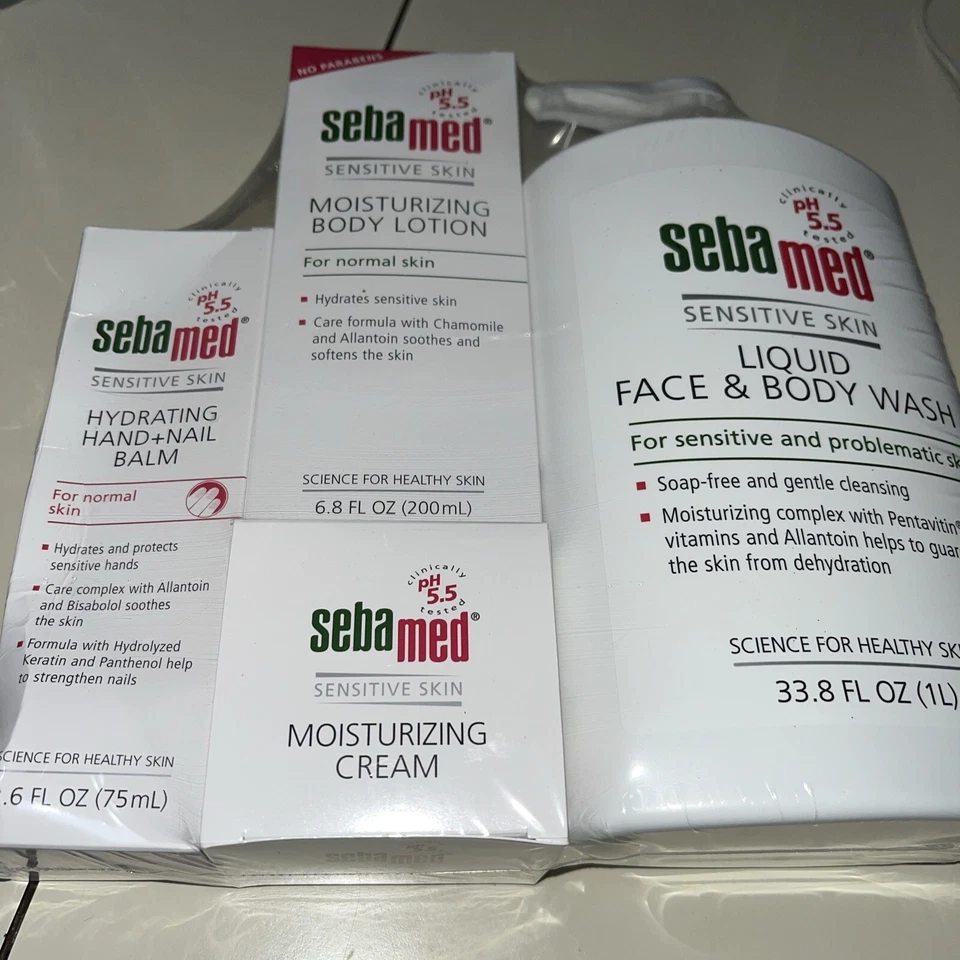 clinically
pH
5.5
tested
sebamed®
SENSITIVE SKIN
HYDRATING
HAND+NAIL
BALM
For normal
skin
Hydrates and protects
sensitive hands
Care complex with Allantoin
and Bisabolol soothes
the skin
Formula with Hydrolyzed
Keratin and Panthenol help
to strengthen nails
SCIENCE FOR HEALTHY SKIN
.6 FL OZ (75mL)
NO PARABENS
clinically
pH
5.5
tested
sebamed®
SENSITIVE SKIN
MOISTURIZING
BODY LOTION
For normal skin
Hydrates sensitive skin
Care formula with Chamomile
and Allantoin soothes and
softens the skin
SCIENCE FOR HEALTHY SKIN
6.8 FL OZ (200mL)
clinically
pH
5.5
tested
sebamed®
SENSITIVE SKIN
MOISTURIZING
CREAM
sebamed
clinically
pH
5.5
tested
sebamed®
SENSITIVE SKIN
LIQUID
FACE & BODY WASH
For sensitive and problematic sk
Soap-free and gentle cleansing
Moisturizing complex with Pentavitin®
vitamins and Allantoin helps to guar
the skin from dehydration
SCIENCE FOR HEALTHY SK
33.8 FL OZ (1L)